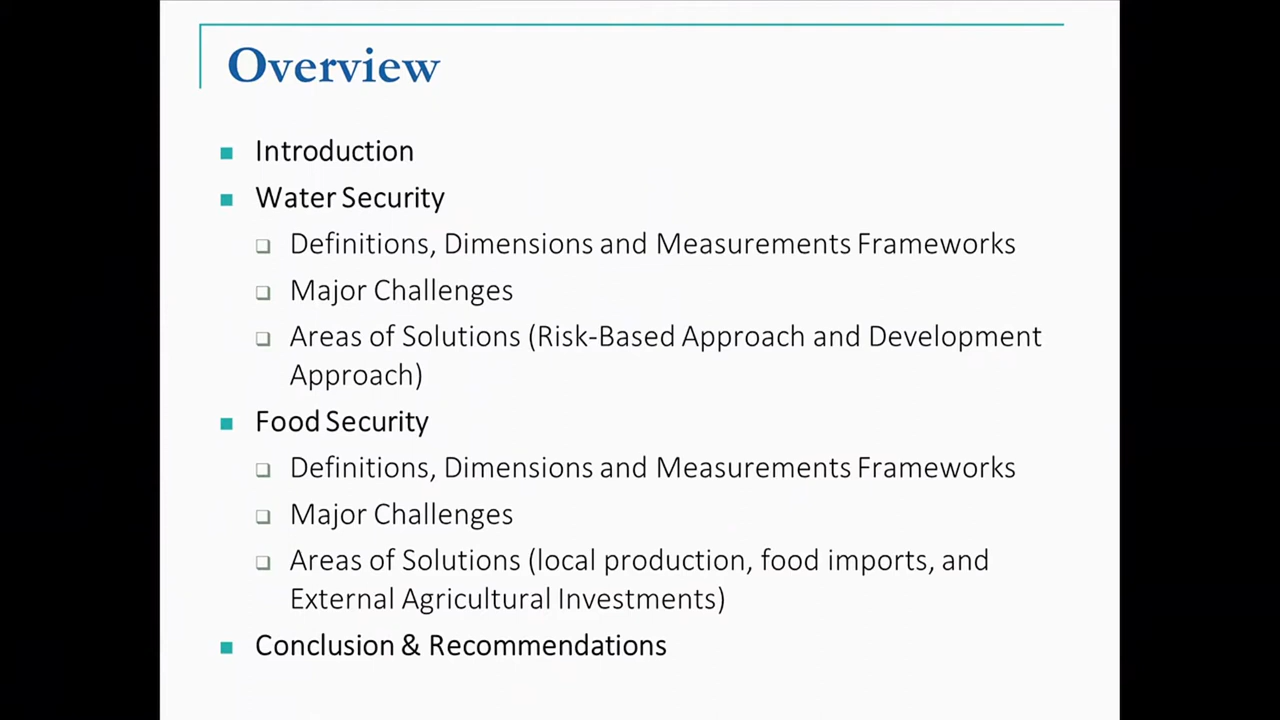 Overview
Introduction
Water Security
Definitions, Dimensions and Measurements Frameworks
Major Challenges
Areas of Solutions (Risk-Based Approach and Development
Approach)
Food Security
Definitions, Dimensions and Measurements Frameworks
Major Challenges
Areas of Solutions (local production, food imports, and
External Agricultural Investments)
Conclusion & Recommendations